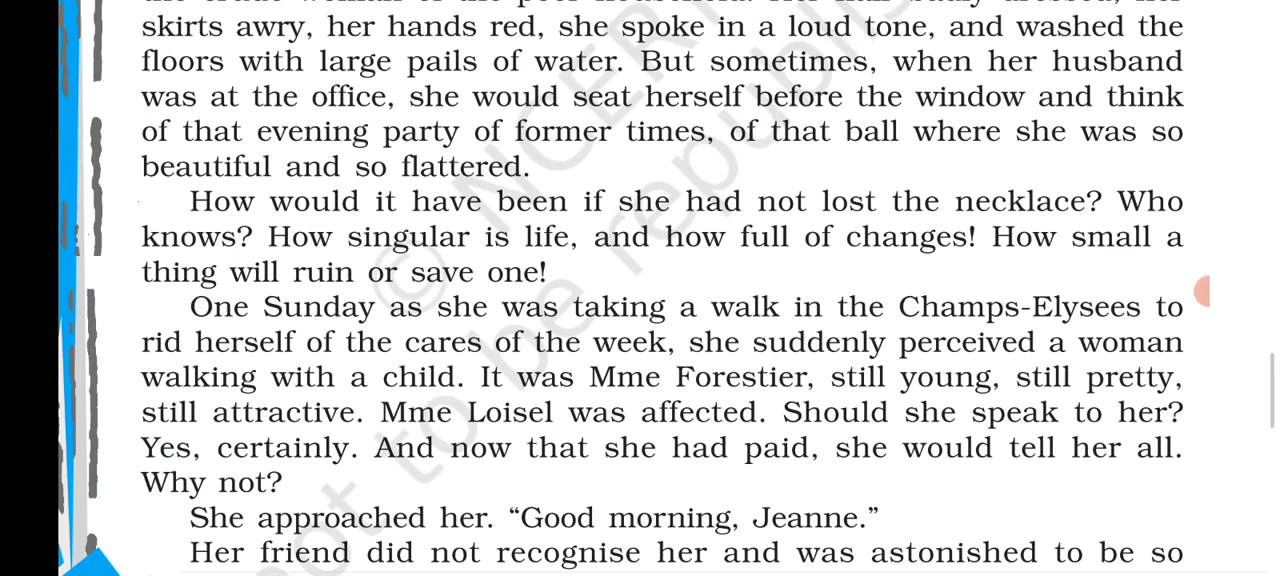 skirts awry, her hands red, she spoke in a loud tone, and washed the
floors with large pails of water. But sometimes, when her husband
was at the office, she would seat herself before the window and think
of that evening party of former times, of that ball where she was so
beautiful and so flattered.
How would it have been if she had not lost the necklace? Who
knows? How singular is life, and how full of changes! How small a
thing will ruin or save one!
One Sunday as she was taking a walk in the Champs-Elysees to
rid herself of the cares of the week, she suddenly perceived a woman
walking with a child. It was Mme Forestier, still young, still pretty,
still attractive. Mme Loisel was affected. Should she speak to her?
Yes, certainly. And now that she had paid, she would tell her all.
Why not?
She approached her. “Good morning, Jeanne.”
Her friend did not recognise her and was astonished to be so
© NCERT
not to be republis